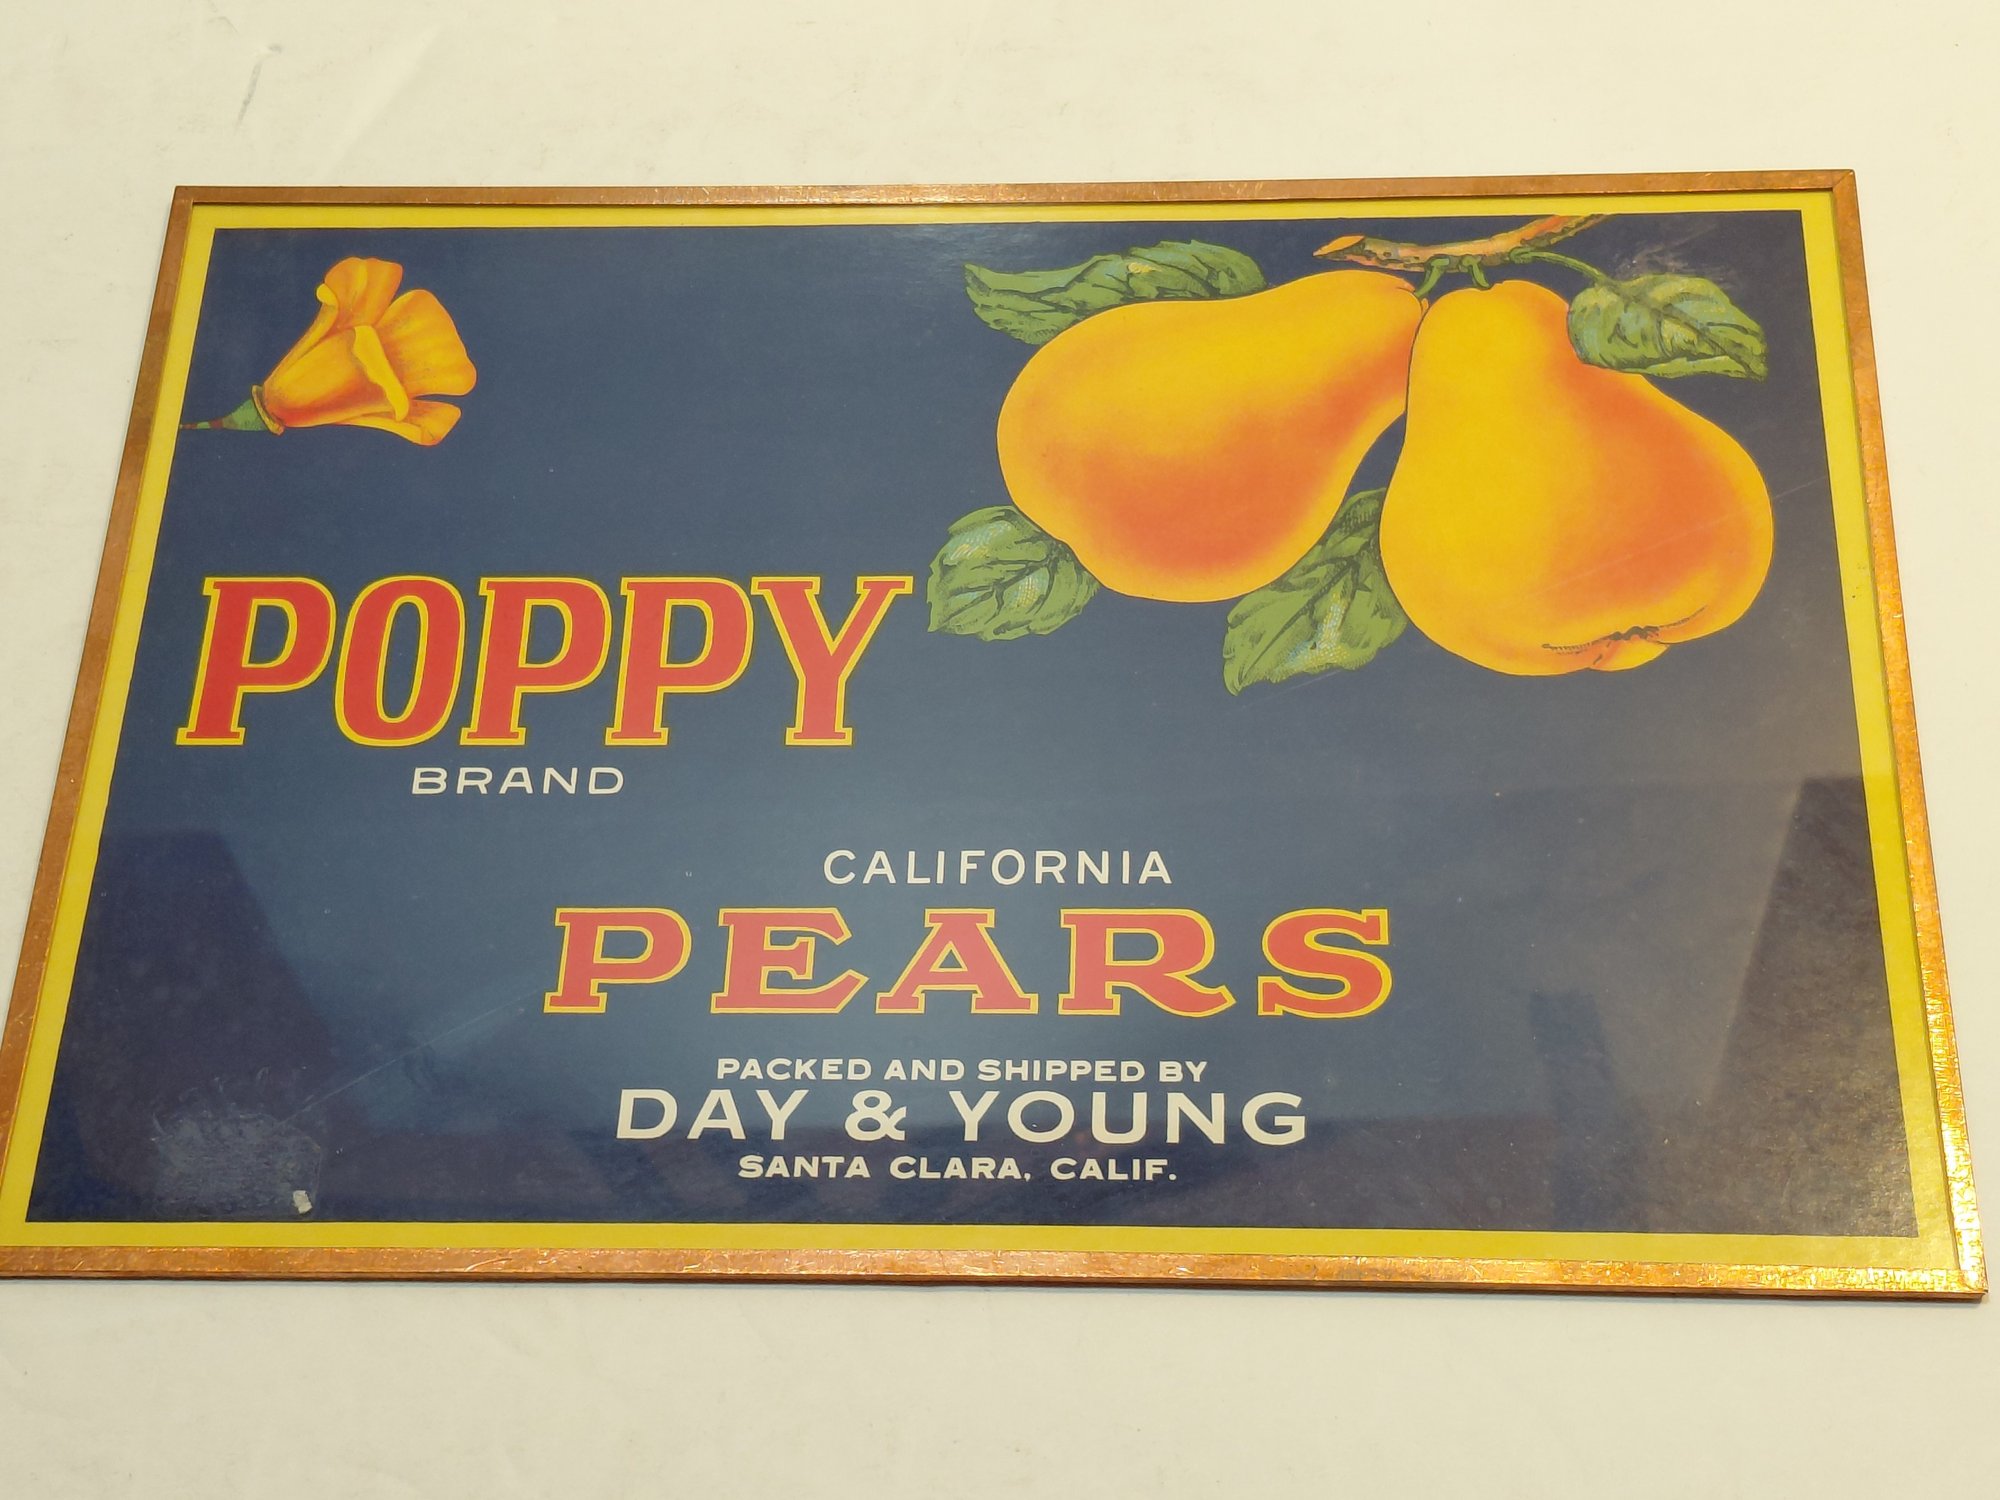 POPPY
BRAND
CALIFORNIA
PEARS
PACKED AND SHIPPED BY
DAY & YOUNG
SANTA CLARA, CALIF.